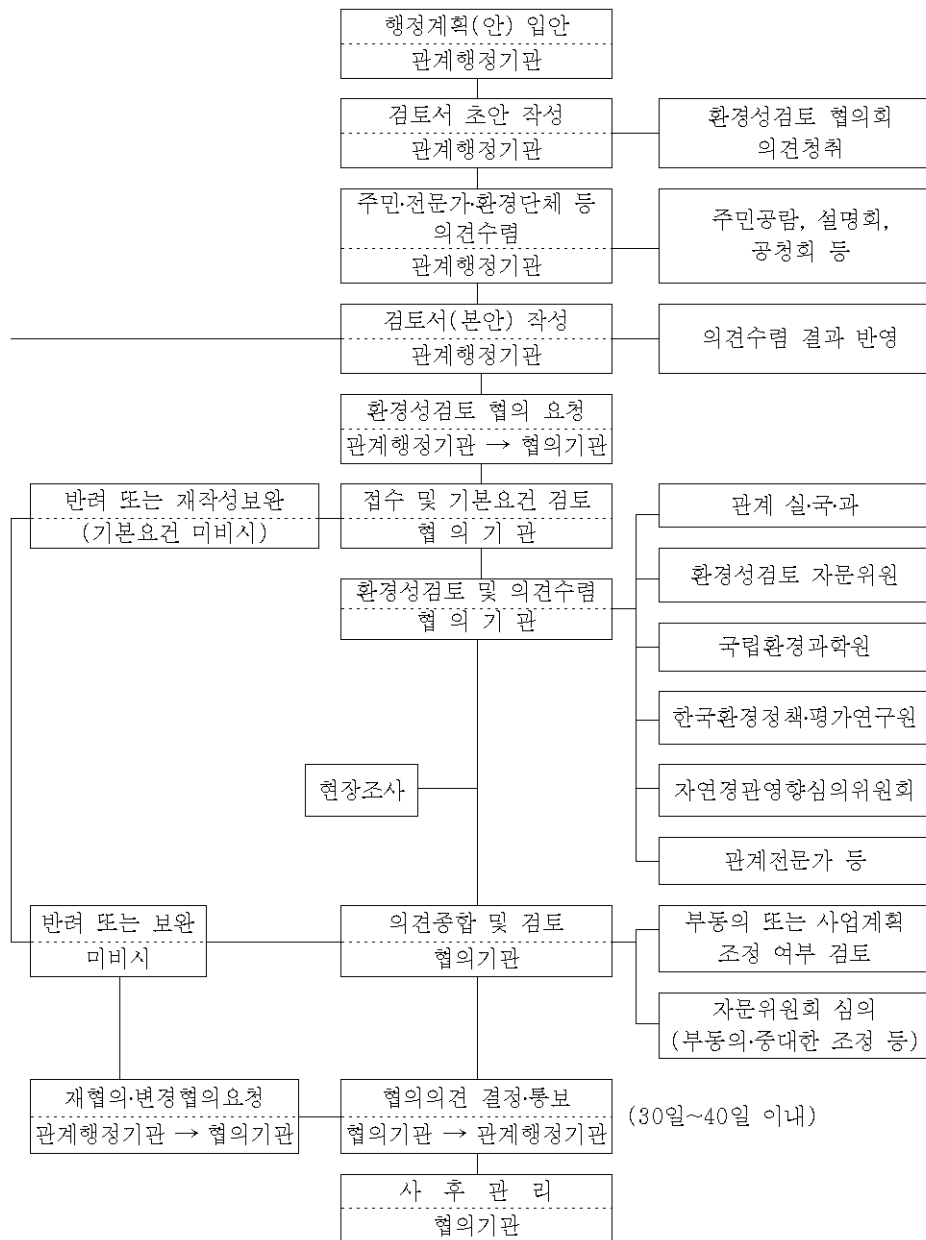 행정계획(안) 입안
관계행정기관
검토서 초안 작성
관계행정기관
환경성검토 협의회
의견청취
주민·전문가·환경단체 등
의견수렴
관계행정기관
주민공람, 설명회,
공청회 등
검토서(본안) 작성
관계행정기관
의견수렴 결과 반영
환경성검토 협의 요청
관계행정기관 → 협의기관
반려 또는 재작성보완
(기본요건 미비시)
접수 및 기본요건 검토
협 의 기 관
관계 실·국·과
환경성검토 및 의견수렴
협 의 기 관
환경성검토 자문위원
국립환경과학원
한국환경정책·평가연구원
현장조사
자연경관영향심의위원회
관계전문가 등
반려 또는 보완
미비시
의견종합 및 검토
협의기관
부동의 또는 사업계획
조정 여부 검토
자문위원회 심의
(부동의·중대한 조정 등)
재협의·변경협의요청
관계행정기관 → 협의기관
협의의견 결정·통보
협의기관 → 관계행정기관
(30일~40일 이내)
사 후 관 리
협의기관